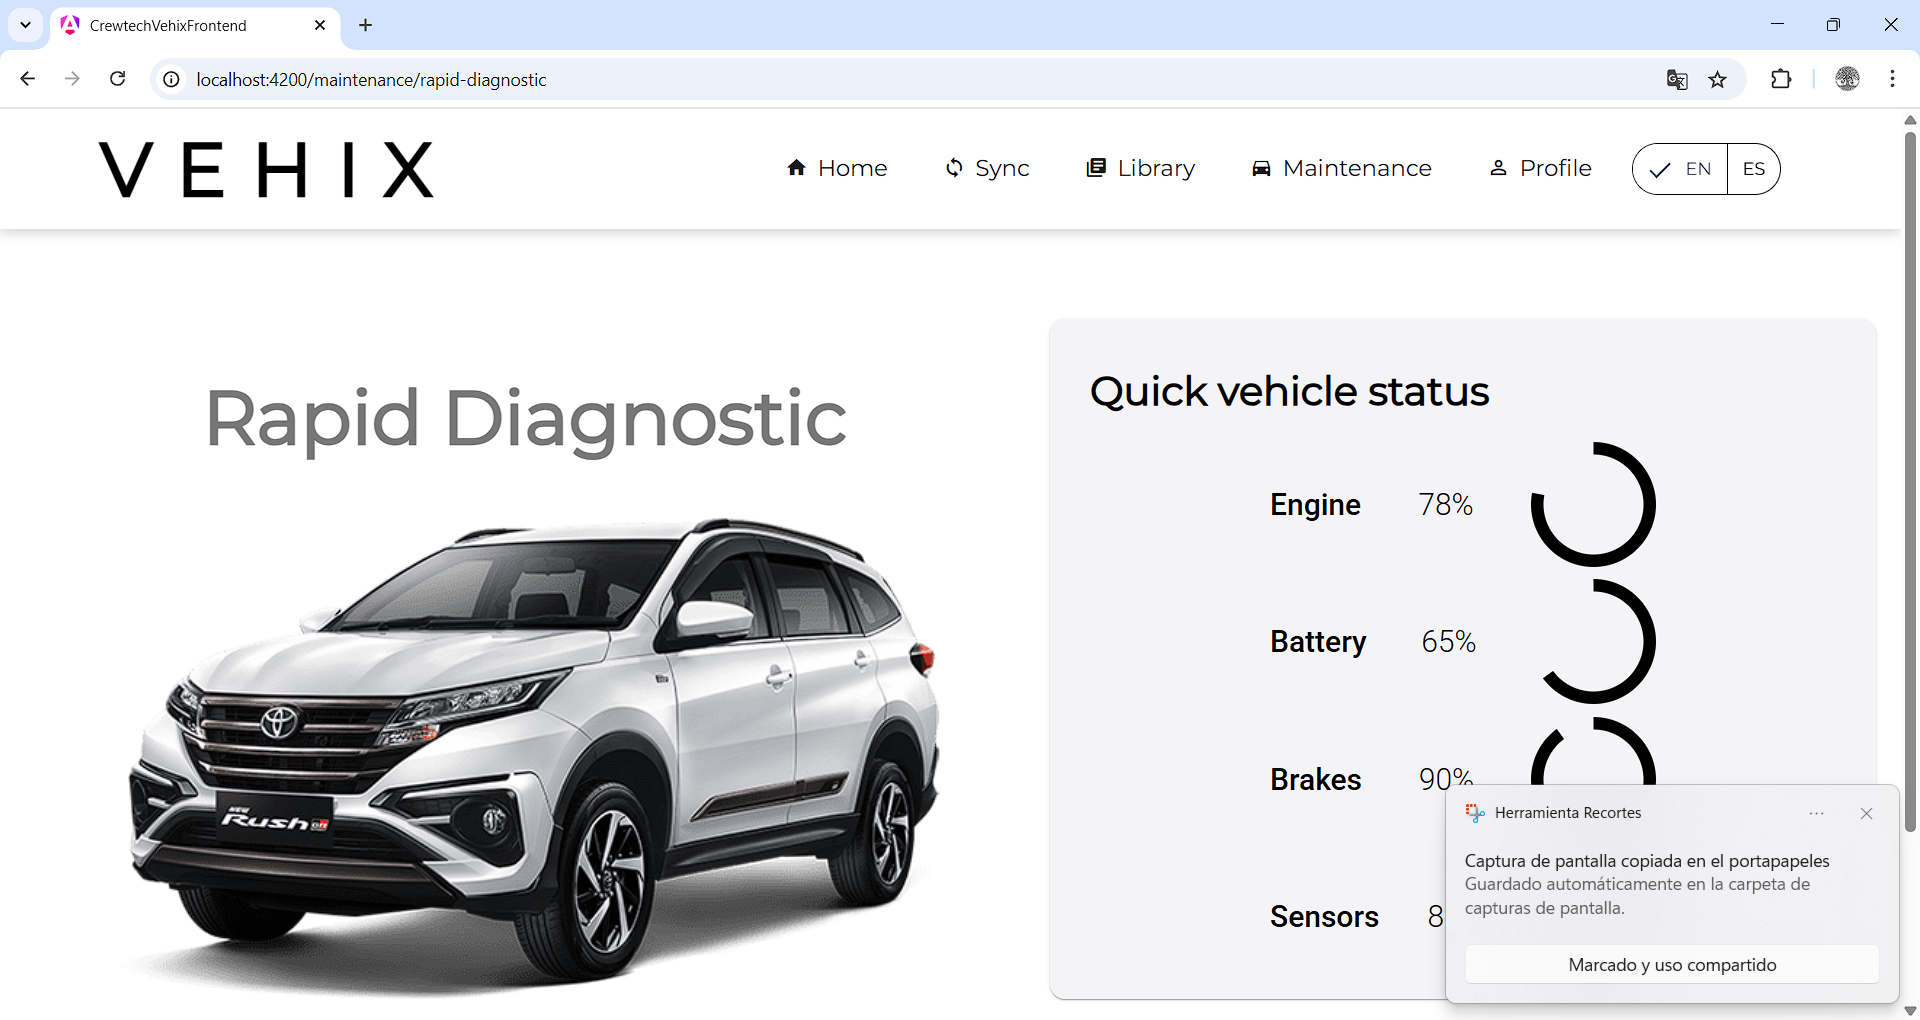 CrewtechVehixFrontend
localhost:4200/maintenance/rapid-diagnostic
VEHIX
Home
Sync
Library
Maintenance
Profile
EN
ES
Rapid Diagnostic
NEW
Rush
Quick vehicle status
Engine 78%
Battery 65%
Brakes 90%
Sensors 8
Herramienta Recortes
Captura de pantalla copiada en el portapapeles
Guardado automáticamente en la carpeta de
capturas de pantalla.
Marcado y uso compartido